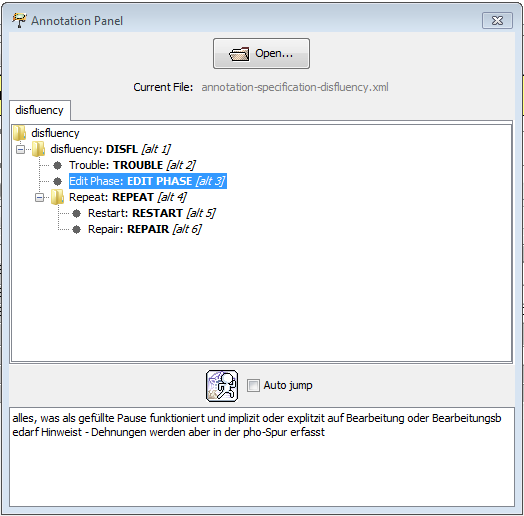 Annotation Panel
Open...
Current File: annotation-specification-disfluency.xml
disfluency
disfluency
disfluency: DISFL [alt 1]
Trouble: TROUBLE [alt 2]
Edit Phase: EDIT PHASE [alt 3]
Repeat: REPEAT [alt 4]
Restart: RESTART [alt 5]
Repair: REPAIR [alt 6]
Auto jump
alles, was als gefüllte Pause funktioniert und implizit oder explitzit auf Bearbeitung oder Bearbeitungsb
edarf Hinweist - Dehnungen werden aber in der pho-Spur erfasst